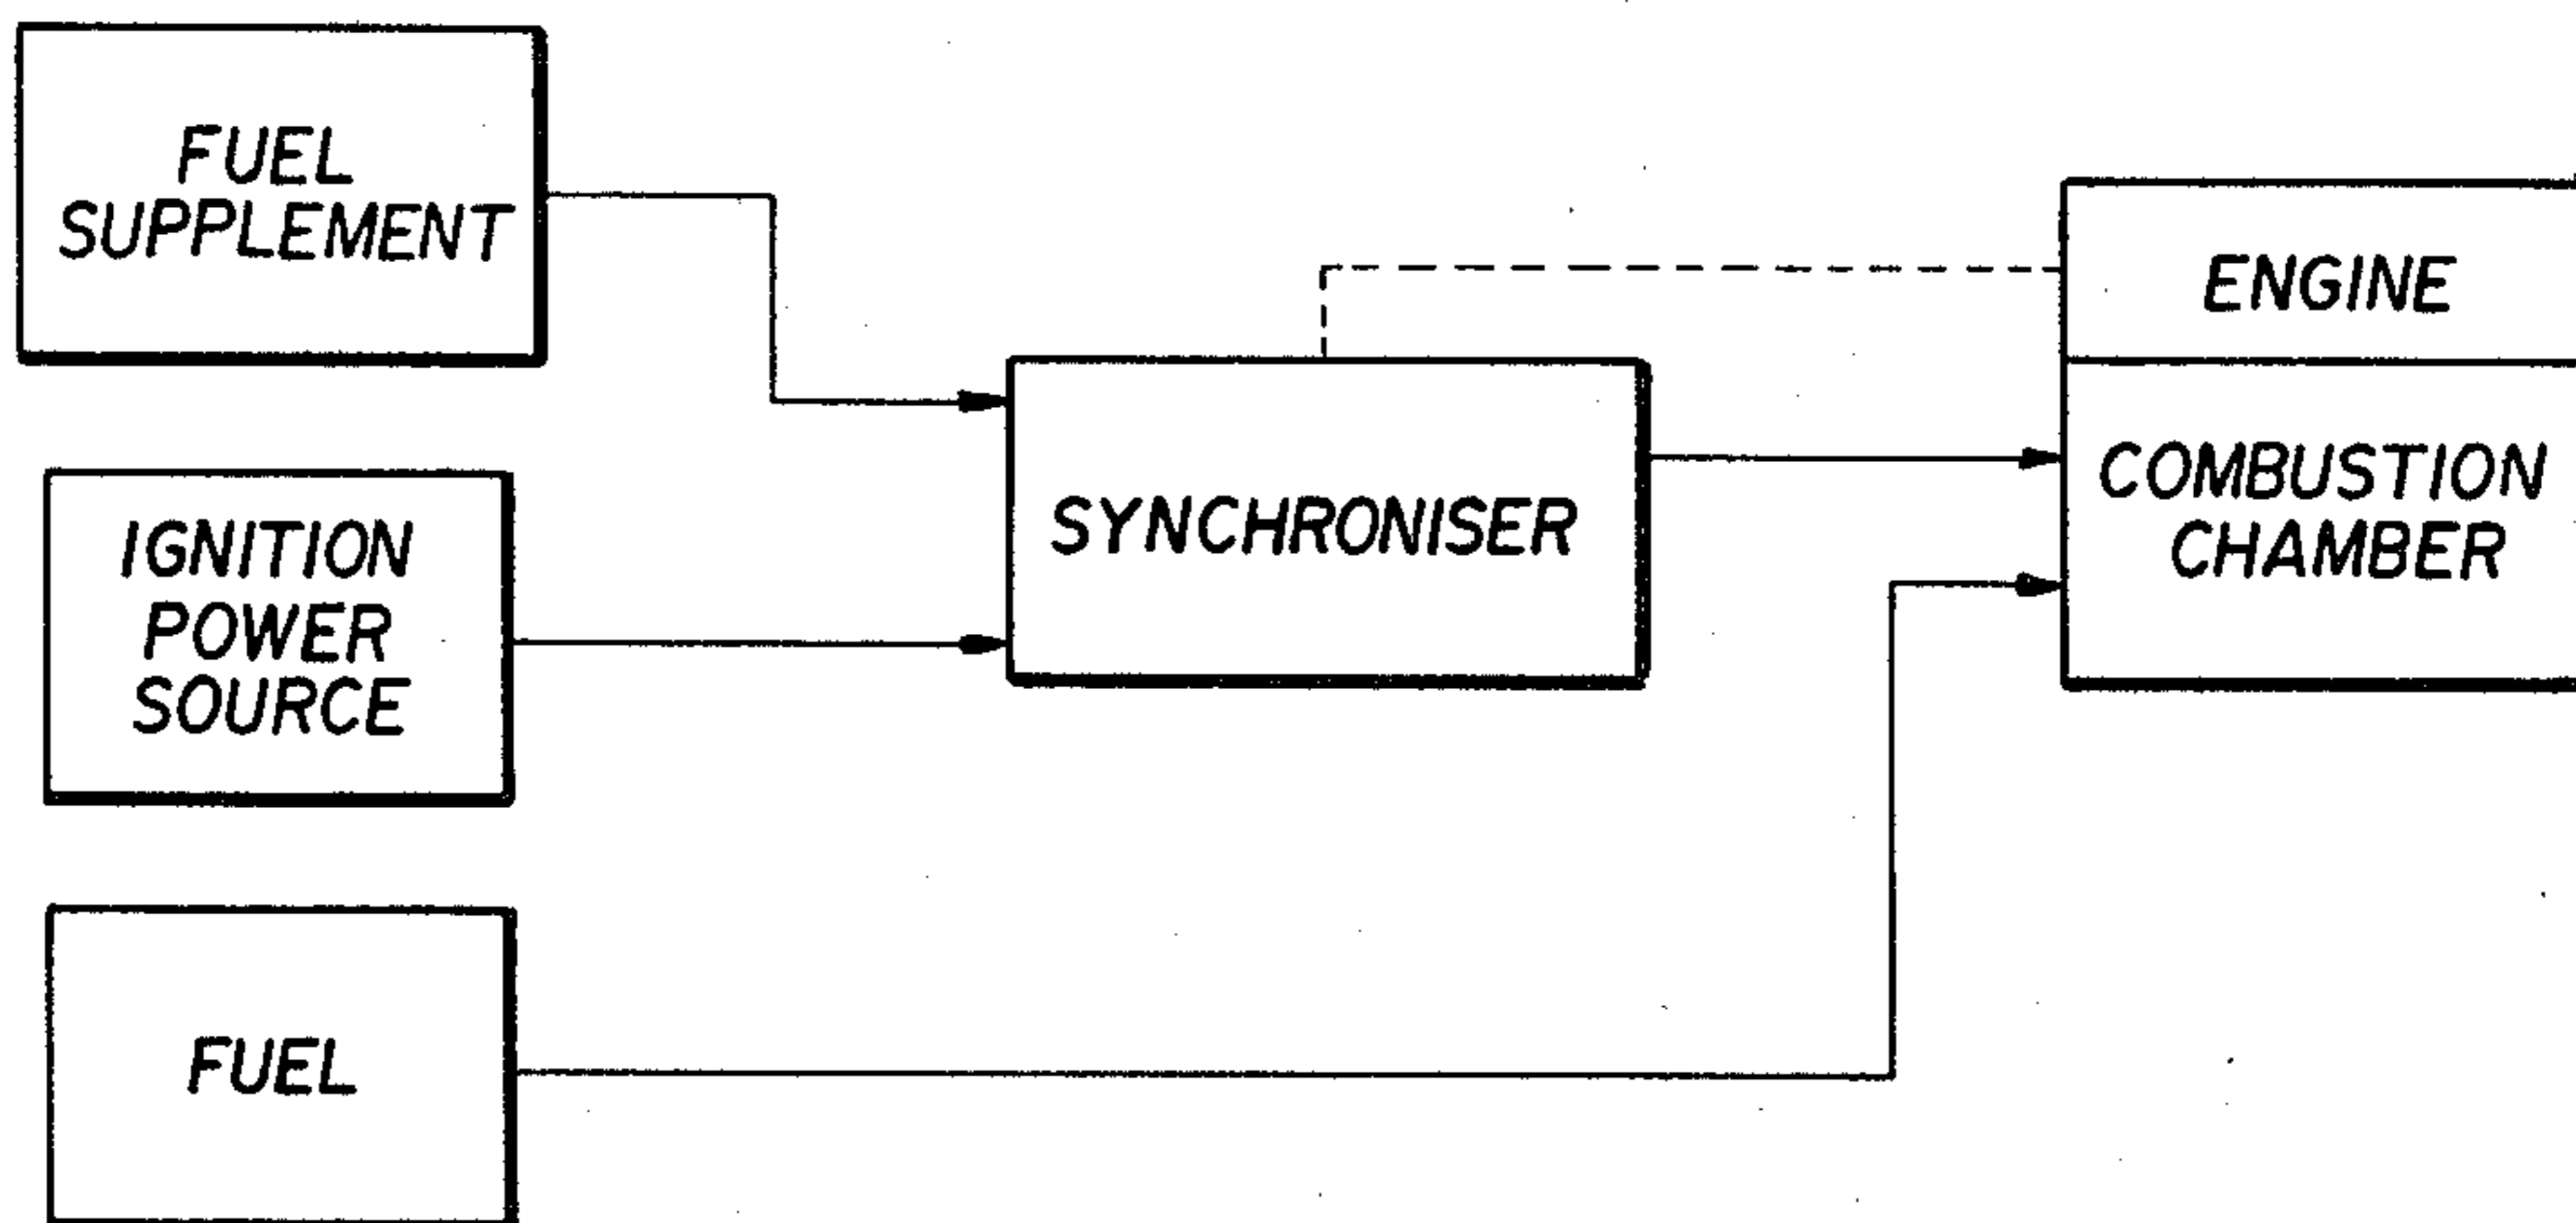 FUEL
SUPPLEMENT
IGNITION
POWER
SOURCE
FUEL
SYNCHRONISER
ENGINE
COMBUSTION
CHAMBER